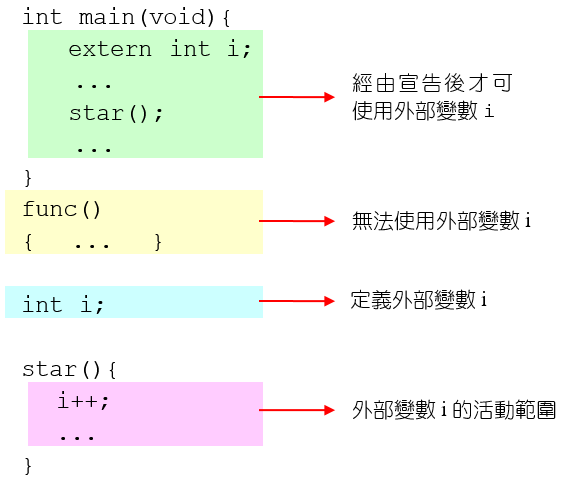 int main(void){
extern int i;
...
star();
...
}
經由宣告後才可
使用外部變數 i
func()
{ ... }
無法使用外部變數 i
int i;
定義外部變數 i
star(){
i++;
...
}
外部變數 i 的活動範圍